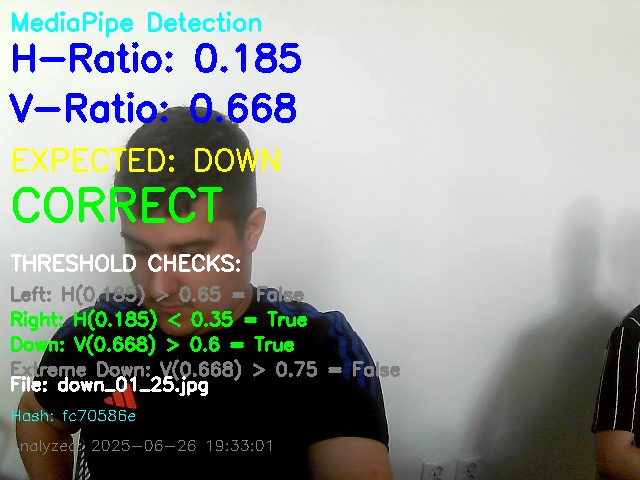 MediaPipe Detection
H-Ratio: 0.185
V-Ratio: 0.668
EXPECTED: DOWN
CORRECT
THRESHOLD CHECKS:
Left: H(0.185) > 0.65 = False
Right: H(0.185) < 0.35 = True
Down: V(0.668) > 0.6 = True
Extreme Down: V(0.668) > 0.75 = False
File: down_01_25.jpg
Hash: fc70586e
Analyzed: 2025-06-26 19:33:01